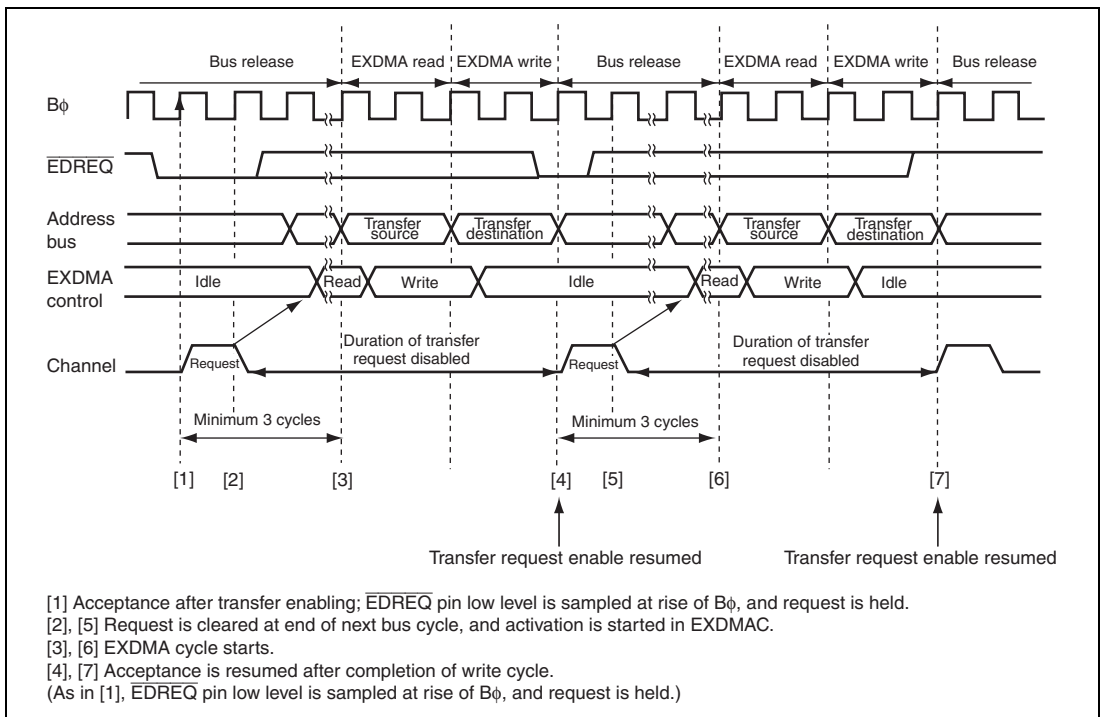 Bus release EXDMA read EXDMA write Bus release EXDMA read EXDMA write Bus release
Bϕ
EDREQ
Address bus
Transfer source
Transfer destination
Transfer source
Transfer destination
EXDMA control
Idle Read Write Idle Read Write Idle
Channel
Request
Duration of transfer request disabled
Request
Duration of transfer request disabled
Minimum 3 cycles Minimum 3 cycles
[1] [2] [3] [4] [5] [6] [7]
Transfer request enable resumed Transfer request enable resumed
[1] Acceptance after transfer enabling; EDREQ pin low level is sampled at rise of Bϕ, and request is held.
[2], [5] Request is cleared at end of next bus cycle, and activation is started in EXDMAC.
[3], [6] EXDMA cycle starts.
[4], [7] Acceptance is resumed after completion of write cycle.
(As in [1], EDREQ pin low level is sampled at rise of Bϕ, and request is held.)